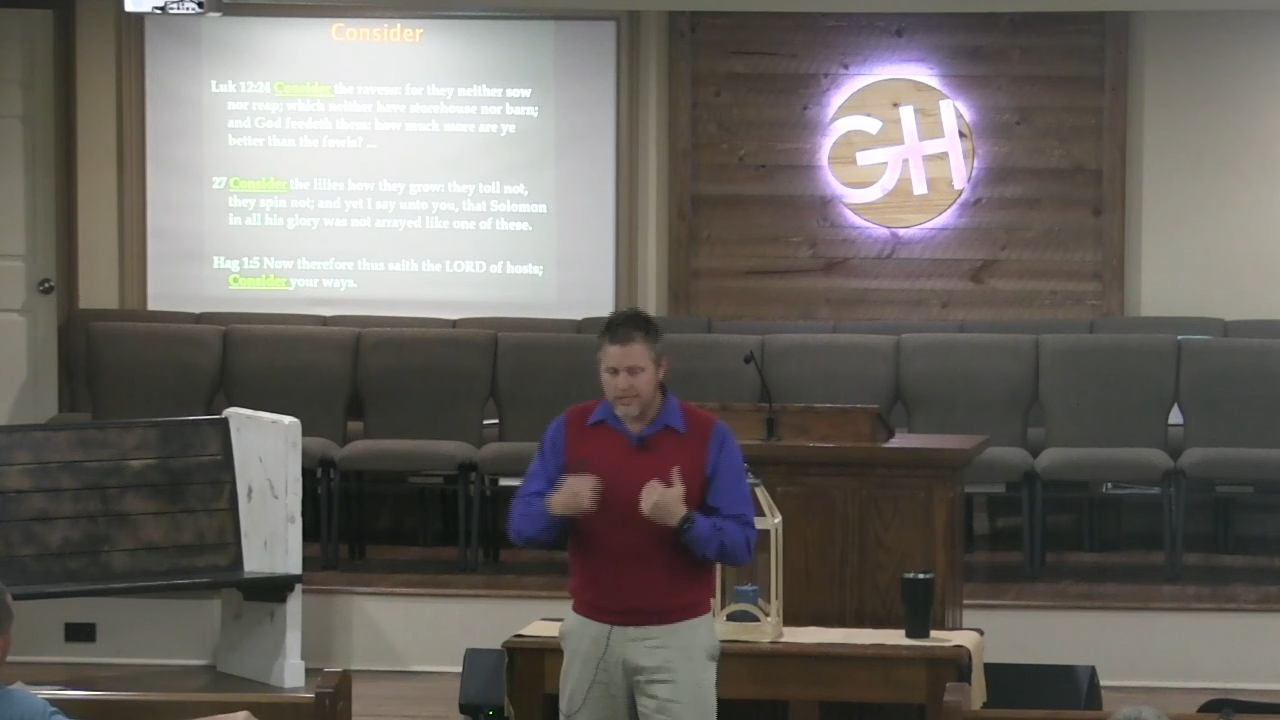 Consider
Luk 12:24 Consider the ravens: for they neither sow
nor reap; which neither have storehouse nor barn;
and God feedeth them: how much more are ye
better than the fowls? ...
27 Consider the lilies how they grow: they toil not,
they spin not; and yet I say unto you, that Solomon
in all his glory was not arrayed like one of these.
Hag 1:5 Now therefore thus saith the LORD of hosts;
Consider your ways.
GH